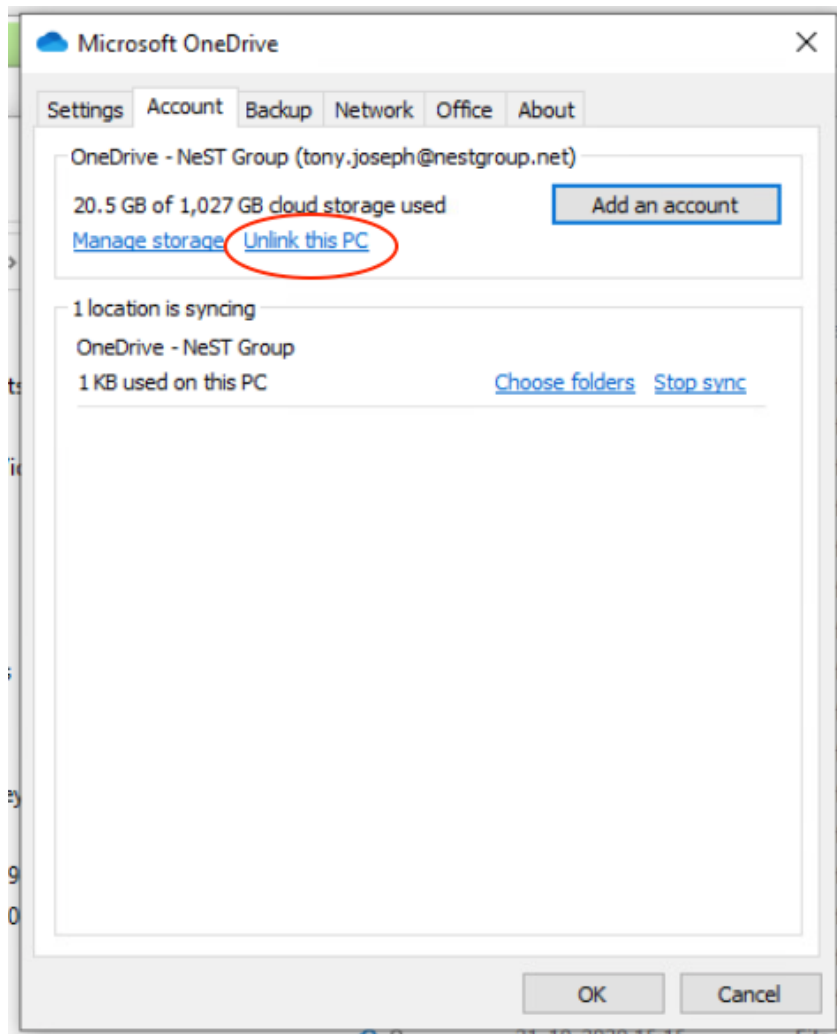 Microsoft OneDrive
Settings Account Backup Network Office About
OneDrive - NeST Group (tony.joseph@nestgroup.net)
20.5 GB of 1,027 GB cloud storage used Add an account
Manage storage Unlink this PC
1 location is syncing
OneDrive - NeST Group
1 KB used on this PC Choose folders Stop sync
OK Cancel